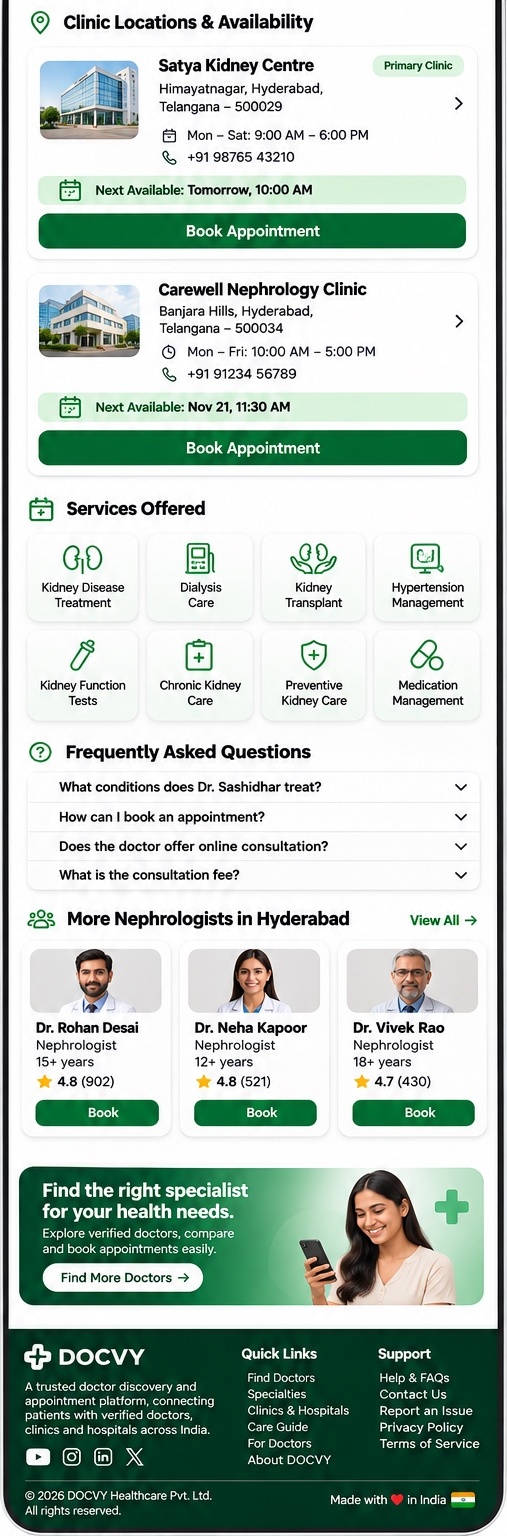 Clinic Locations & Availability
Satya Kidney Centre
Primary Clinic
Himayatnagar, Hyderabad,
Telangana – 500029
Mon – Sat: 9:00 AM – 6:00 PM
+91 98765 43210
Next Available: Tomorrow, 10:00 AM
Book Appointment
Carewell Nephrology Clinic
Banjara Hills, Hyderabad,
Telangana – 500034
Mon – Fri: 10:00 AM – 5:00 PM
+91 91234 56789
Next Available: Nov 21, 11:30 AM
Book Appointment
Services Offered
Kidney Disease
Treatment
Dialysis
Care
Kidney
Transplant
Hypertension
Management
Kidney Function
Tests
Chronic Kidney
Care
Preventive
Kidney Care
Medication
Management
Frequently Asked Questions
What conditions does Dr. Sashidhar treat?
How can I book an appointment?
Does the doctor offer online consultation?
What is the consultation fee?
More Nephrologists in Hyderabad
View All →
Dr. Rohan Desai
Nephrologist
15+ years
4.8 (902)
Book
Dr. Neha Kapoor
Nephrologist
12+ years
4.8 (521)
Book
Dr. Vivek Rao
Nephrologist
18+ years
4.7 (430)
Book
Find the right specialist
for your health needs.
Explore verified doctors, compare
and book appointments easily.
Find More Doctors →
DOCVY
A trusted doctor discovery and
appointment platform, connecting
patients with verified doctors,
clinics and hospitals across India.
Quick Links
Find Doctors
Specialties
Clinics & Hospitals
Care Guide
For Doctors
About DOCVY
Support
Help & FAQs
Contact Us
Report an Issue
Privacy Policy
Terms of Service
© 2026 DOCVY Healthcare Pvt. Ltd.
All rights reserved.
Made with ❤️ in India 🇮🇳